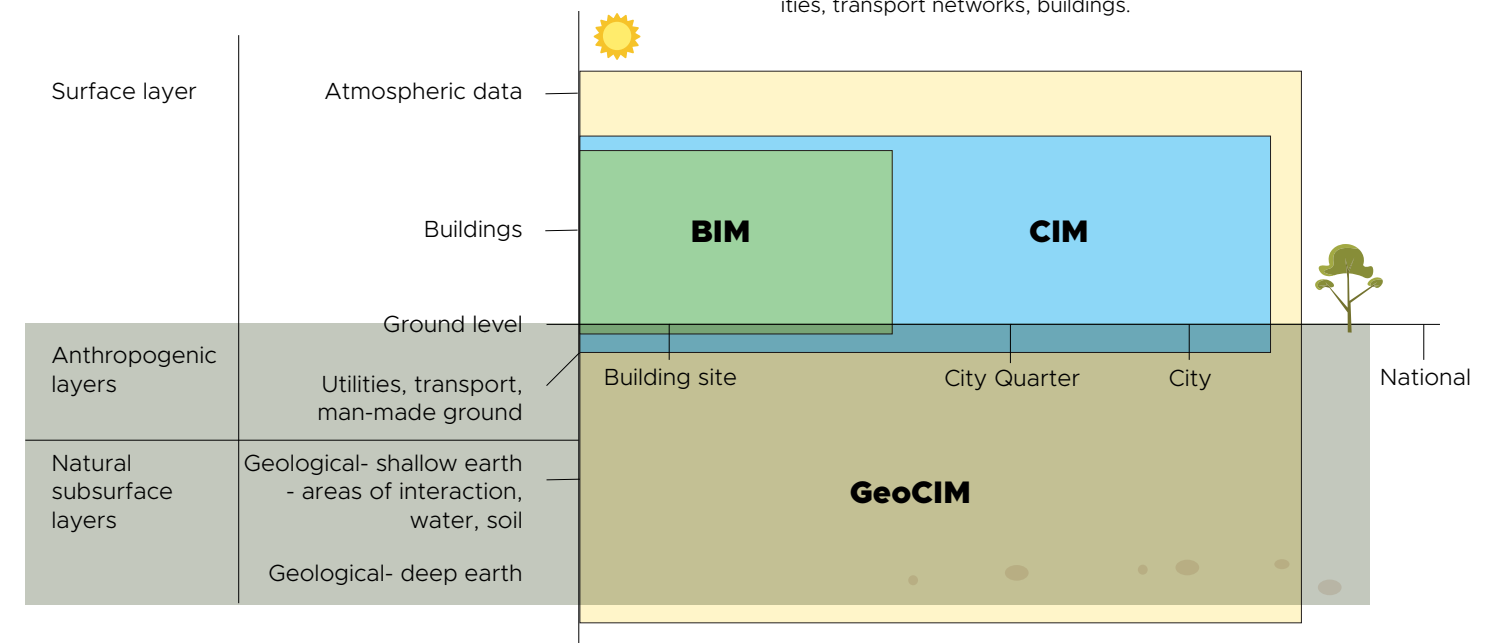 ities, transport networks, buildings.
Surface layer
Atmospheric data
Buildings
BIM
CIM
Ground level
Anthropogenic
layers
Utilities, transport,
man-made ground
Building site
City Quarter
City
National
Natural
subsurface
layers
Geological- shallow earth
- areas of interaction,
water, soil
GeoCIM
Geological- deep earth